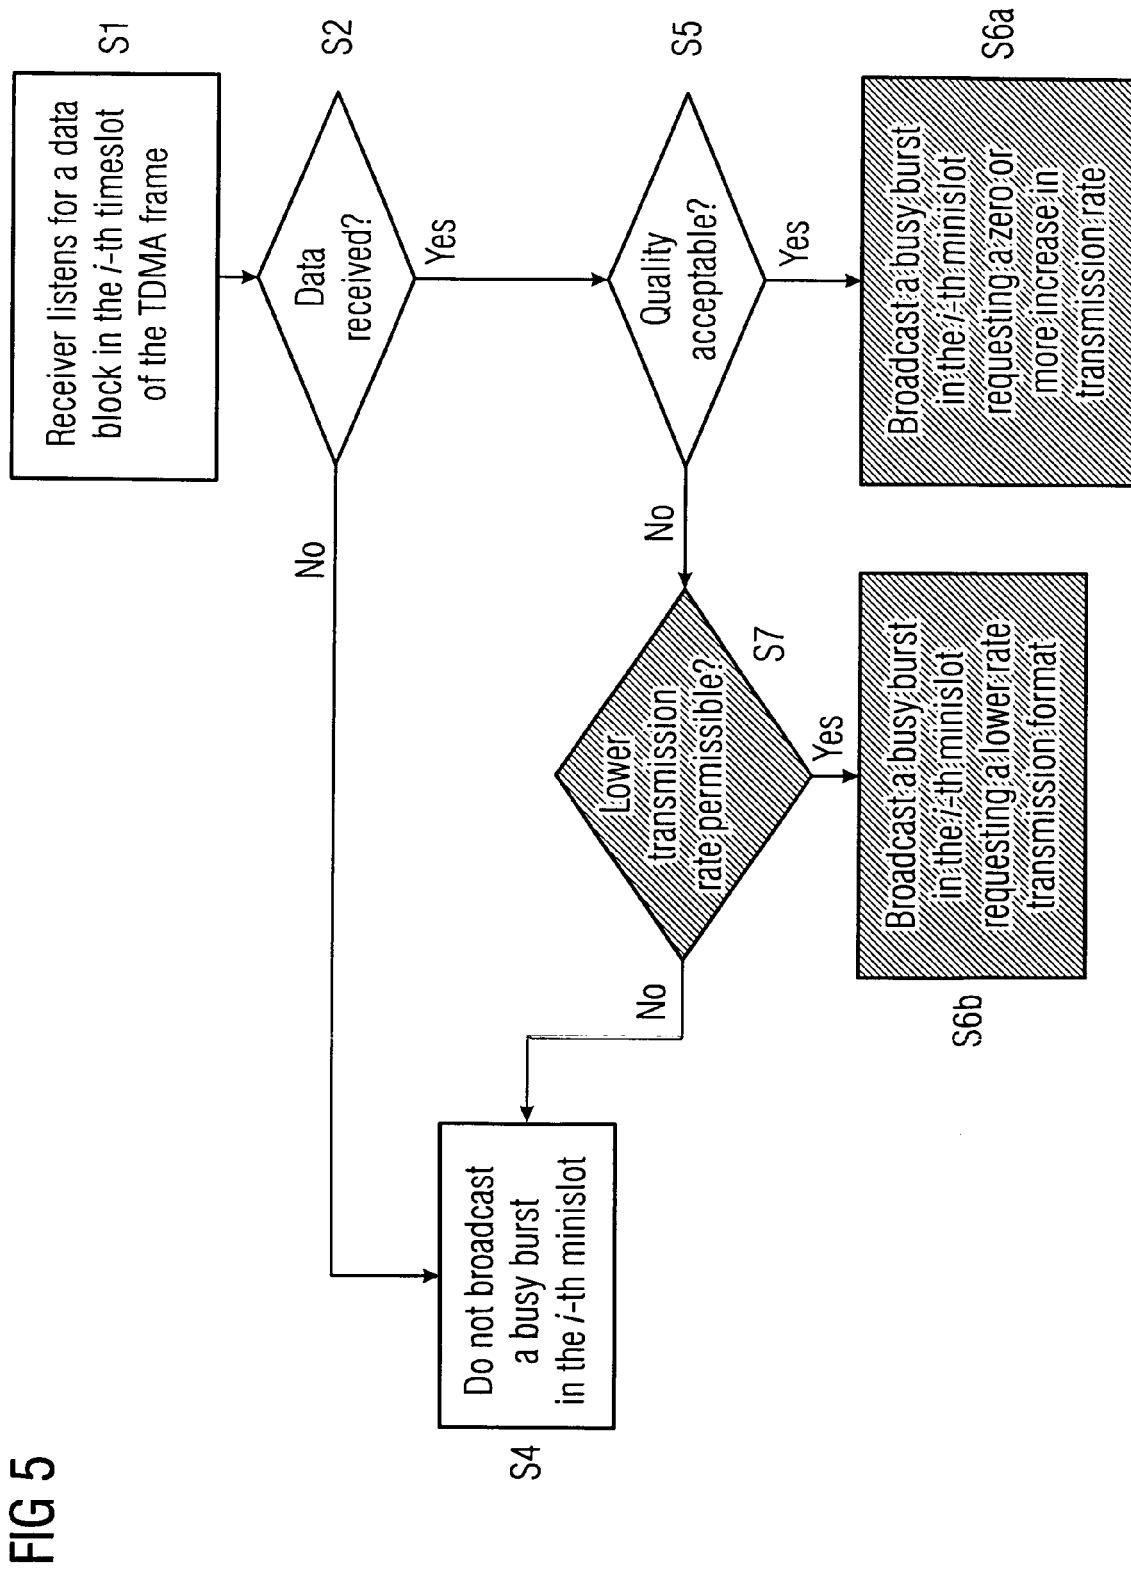 FIG 5
Receiver listens for a data
block in the i-th timeslot
of the TDMA frame
S1
Data
received?
S2
No
Yes
Quality
acceptable?
S5
No
Yes
Lower
transmission
rate permissible?
S7
No
Yes
Do not broadcast
a busy burst
in the i-th minislot
S4
Broadcast a busy burst
in the i-th minislot
requesting a lower rate
transmission format
S6b
Broadcast a busy burst
in the i-th minislot
requesting a zero or
more increase in
transmission rate
S6a